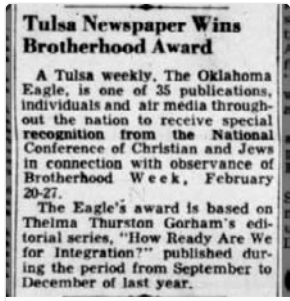 Tulsa Newspaper Wins
Brotherhood Award
A Tulsa weekly, The Oklahoma
Eagle, is one of 35 publications,
individuals and air media through-
out the nation to receive special
recognition from the National
Conference of Christian and Jews
in connection with observance of
Brotherhood Week, February
20-27.
The Eagle's award is based on
Thelma Thurston Gorham's edi-
torial series, "How Ready Are We
for Integration?" published dur-
ing the period from September to
December of last year.